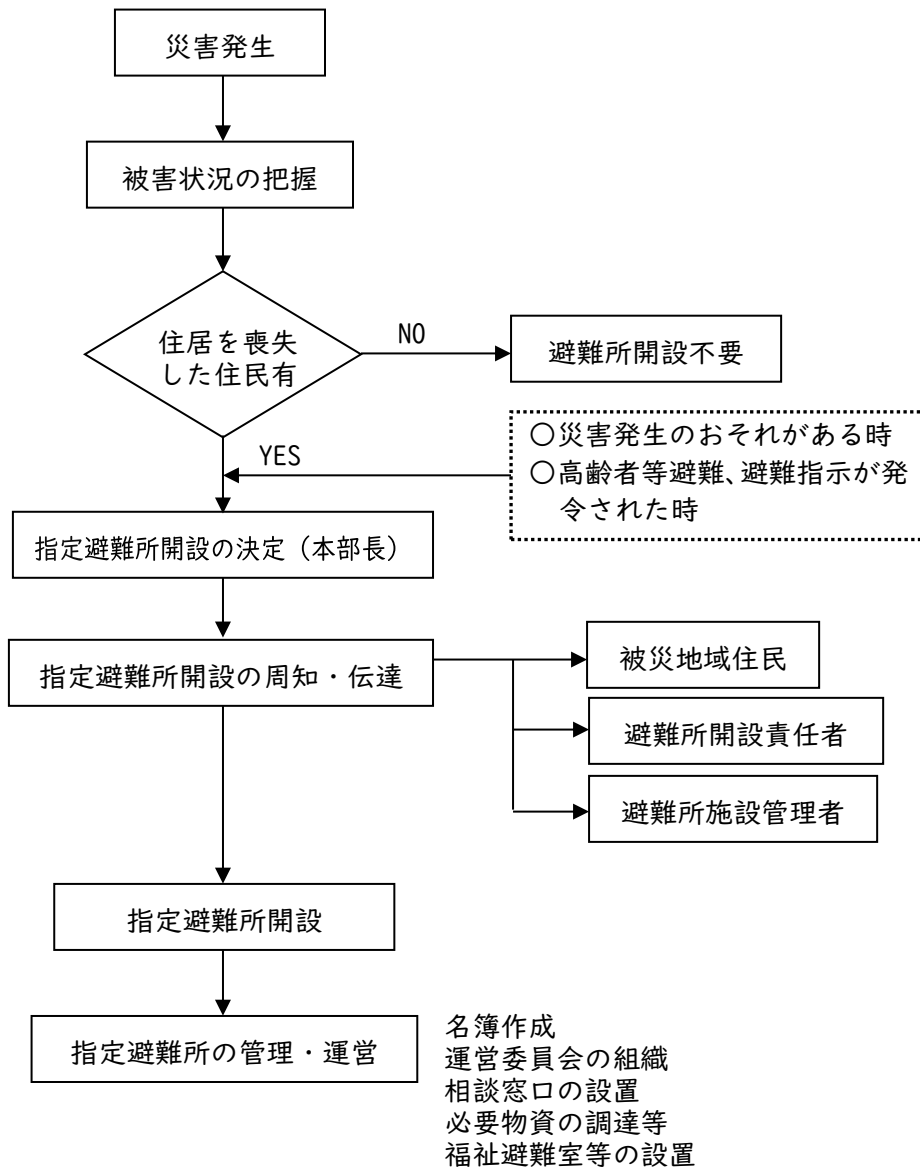 災害発生
被害状況の把握
住居を喪失
した住民有
NO
避難所開設不要
YES
○災害発生のおそれがある時
○高齢者等避難、避難指示が発
令された時
指定避難所開設の決定（本部長）
指定避難所開設の周知・伝達
被災地域住民
避難所開設責任者
避難所施設管理者
指定避難所開設
指定避難所の管理・運営
名簿作成
運営委員会の組織
相談窓口の設置
必要物資の調達等
福祉避難室等の設置